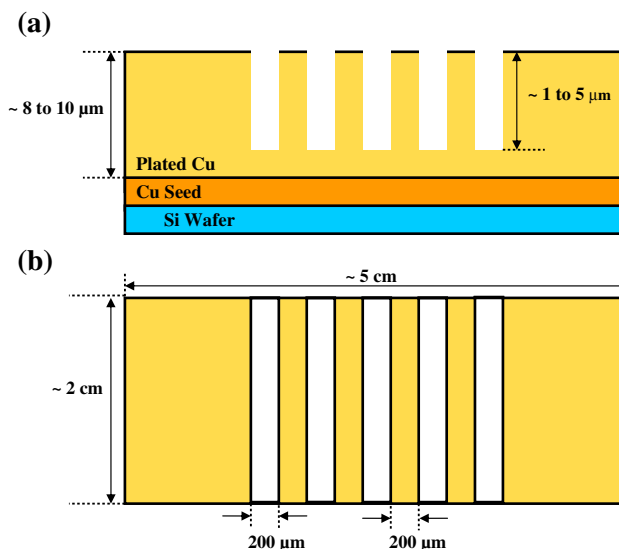 (a)
~ 8 to 10 µm
~ 1 to 5 µm
Plated Cu
Cu Seed
Si Wafer
(b)
~ 5 cm
~ 2 cm
200 µm
200 µm